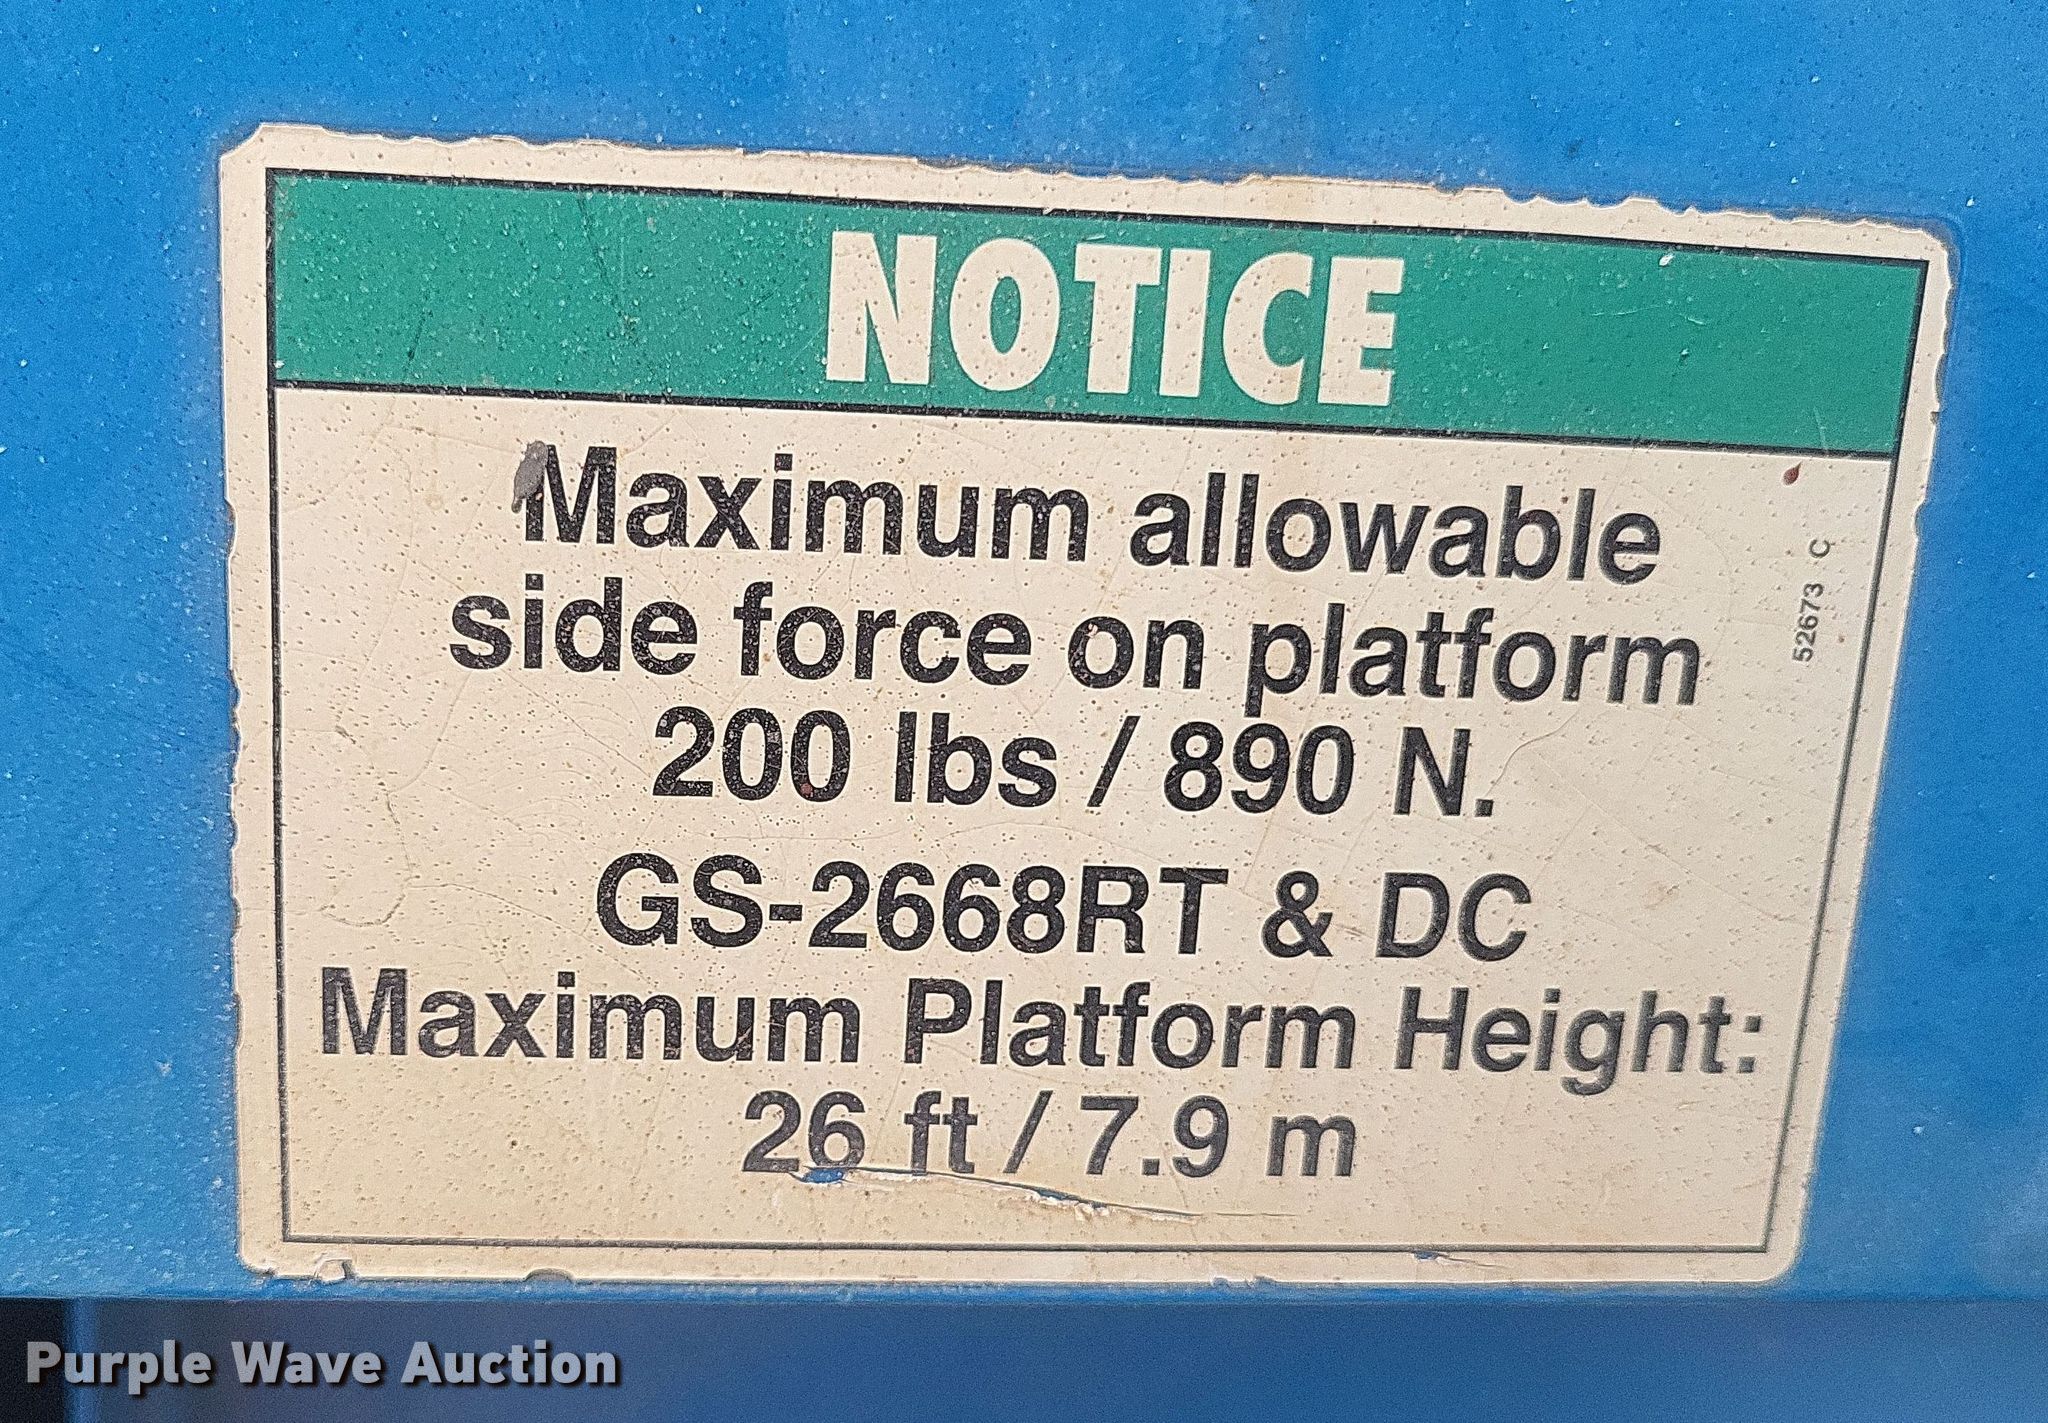 NOTICE
Maximum allowable
side force on platform
200 lbs / 890 N.
GS-2668RT & DC
Maximum Platform Height:
26 ft / 7.9 m
52673 C
Purple Wave Auction